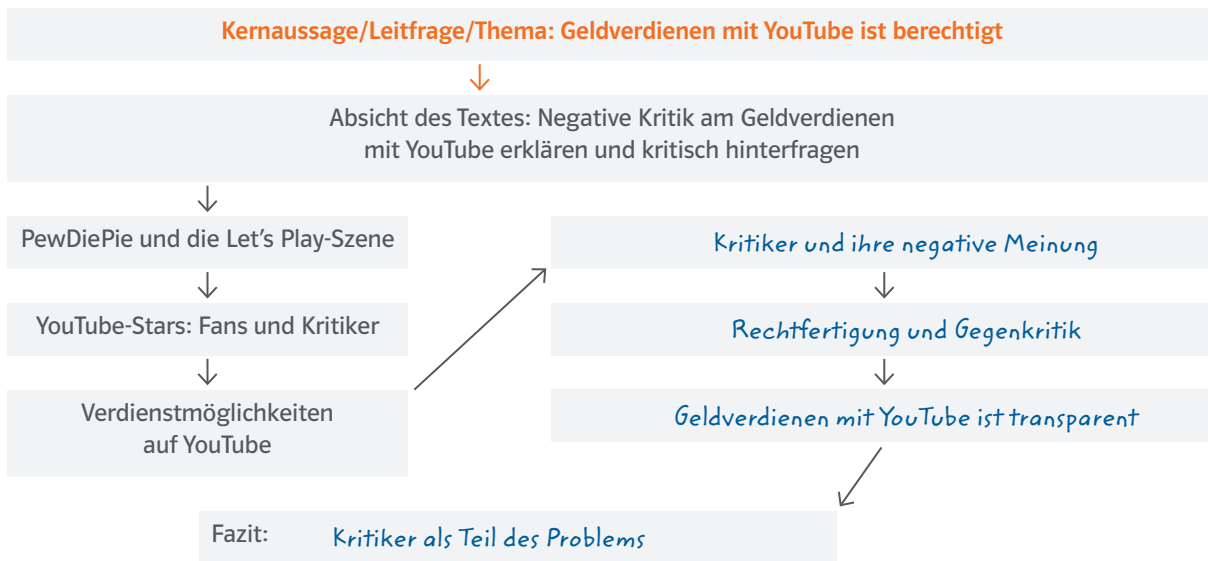 Kernaussage/Leitfrage/Thema: Geldverdienen mit YouTube ist berechtigt
Absicht des Textes: Negative Kritik am Geldverdienen
mit YouTube erklären und kritisch hinterfragen
PewDiePie und die Let's Play-Szene
YouTube-Stars: Fans und Kritiker
Verdienstmöglichkeiten
auf YouTube
Kritiker und ihre negative Meinung
Rechtfertigung und Gegenkritik
Geldverdienen mit YouTube ist transparent
Fazit: Kritiker als Teil des Problems